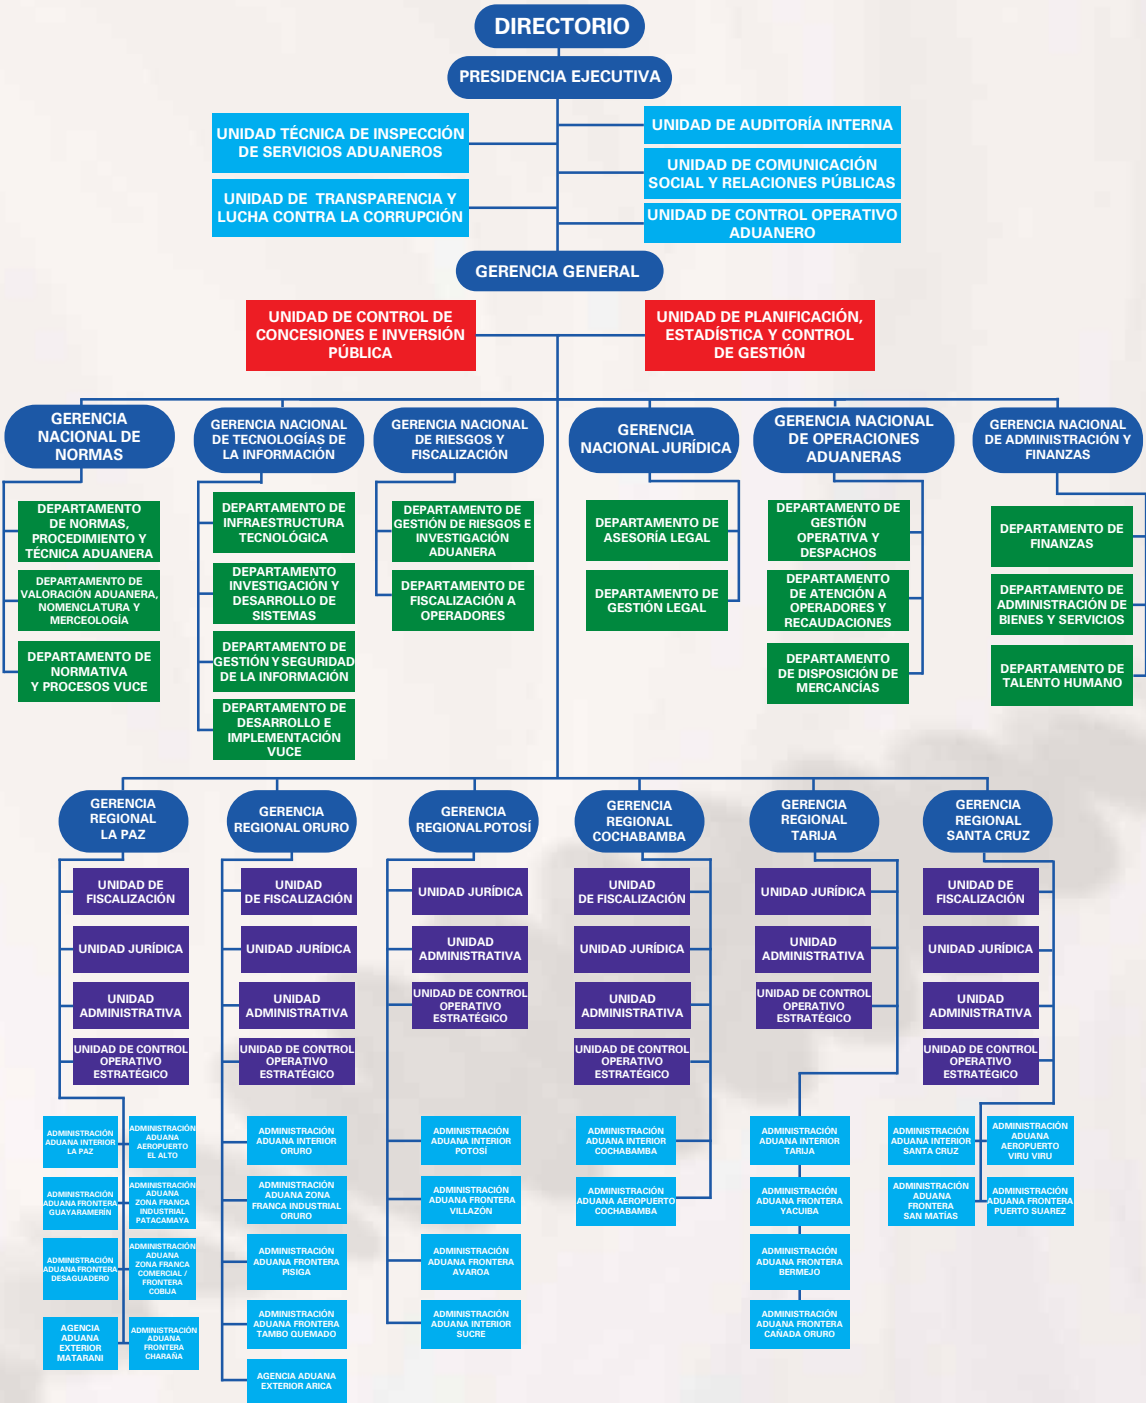 DIRECTORIO
PRESIDENCIA EJECUTIVA
UNIDAD TÉCNICA DE INSPECCIÓN
DE SERVICIOS ADUANEROS
UNIDAD DE TRANSPARENCIA Y
LUCHA CONTRA LA CORRUPCIÓN
UNIDAD DE AUDITORÍA INTERNA
UNIDAD DE COMUNICACIÓN
SOCIAL Y RELACIONES PÚBLICAS
UNIDAD DE CONTROL OPERATIVO
ADUANERO
GERENCIA GENERAL
UNIDAD DE CONTROL DE
CONCESIONES E INVERSIÓN
PÚBLICA
UNIDAD DE PLANIFICACIÓN,
ESTADÍSTICA Y CONTROL
DE GESTIÓN
GERENCIA
NACIONAL DE
NORMAS
DEPARTAMENTO
DE NORMAS,
PROCEDIMIENTO Y
TÉCNICA ADUANERA
DEPARTAMENTO DE
VALORACIÓN ADUANERA,
NOMENCLATURA Y
MERCEOLOGÍA
DEPARTAMENTO DE
NORMATIVA
Y PROCESOS VUCE
GERENCIA NACIONAL
DE TECNOLOGÍAS DE
LA INFORMACIÓN
DEPARTAMENTO DE
INFRAESTRUCTURA
TECNOLÓGICA
DEPARTAMENTO
INVESTIGACIÓN Y
DESARROLLO DE
SISTEMAS
DEPARTAMENTO DE
GESTIÓN Y SEGURIDAD
DE LA INFORMACIÓN
DEPARTAMENTO DE
DESARROLLO E
IMPLEMENTACIÓN
VUCE
GERENCIA NACIONAL
DE RIESGOS Y
FISCALIZACIÓN
DEPARTAMENTO DE
GESTIÓN DE RIESGOS E
INVESTIGACIÓN
ADUANERA
DEPARTAMENTO DE
FISCALIZACIÓN A
OPERADORES
GERENCIA
NACIONAL JURÍDICA
DEPARTAMENTO DE
ASESORÍA LEGAL
DEPARTAMENTO DE
GESTIÓN LEGAL
GERENCIA NACIONAL
DE OPERACIONES
ADUANERAS
DEPARTAMENTO DE
GESTIÓN
OPERATIVA Y
DESPACHOS
DEPARTAMENTO
DE ATENCIÓN A
OPERADORES Y
RECAUDACIONES
DEPARTAMENTO
DE DISPOSICIÓN DE
MERCANCÍAS
GERENCIA NACIONAL
DE ADMINISTRACIÓN Y
FINANZAS
DEPARTAMENTO DE
FINANZAS
DEPARTAMENTO DE
ADMINISTRACIÓN DE
BIENES Y SERVICIOS
DEPARTAMENTO DE
TALENTO HUMANO
GERENCIA
REGIONAL
LA PAZ
UNIDAD DE
FISCALIZACIÓN
UNIDAD JURÍDICA
UNIDAD
ADMINISTRATIVA
UNIDAD DE CONTROL
OPERATIVO
ESTRATÉGICO
ADMINISTRACIÓN
ADUANA INTERIOR
LA PAZ
ADMINISTRACIÓN
ADUANA
AEROPUERTO
EL ALTO
ADMINISTRACIÓN
ADUANA FRONTERA
GUAYARAMERÍN
ADMINISTRACIÓN
ADUANA
ZONA FRANCA
INDUSTRIAL
PATACAMAYA
ADMINISTRACIÓN
ADUANA FRONTERA
DESAGUADERO
ADMINISTRACIÓN
ADUANA
ZONA FRANCA
COMERCIAL /
FRONTERA
COBIJA
AGENCIA
ADUANA
EXTERIOR
MATARANI
ADMINISTRACIÓN
ADUANA
FRONTERA
CHARAÑA
GERENCIA
REGIONAL ORURO
UNIDAD
DE FISCALIZACIÓN
UNIDAD JURÍDICA
UNIDAD
ADMINISTRATIVA
UNIDAD DE CONTROL
OPERATIVO
ESTRATÉGICO
ADMINISTRACIÓN
ADUANA INTERIOR
ORURO
ADMINISTRACIÓN
ADUANA ZONA
FRANCA INDUSTRIAL
ORURO
ADMINISTRACIÓN
ADUANA FRONTERA
PISIGA
ADMINISTRACIÓN
ADUANA FRONTERA
TAMBO QUEMADO
AGENCIA ADUANA
EXTERIOR ARICA
GERENCIA
REGIONAL POTOSÍ
UNIDAD JURÍDICA
UNIDAD
ADMINISTRATIVA
UNIDAD DE CONTROL
OPERATIVO
ESTRATÉGICO
ADMINISTRACIÓN
ADUANA INTERIOR
POTOSÍ
ADMINISTRACIÓN
ADUANA FRONTERA
VILLAZÓN
ADMINISTRACIÓN
ADUANA FRONTERA
AVAROA
ADMINISTRACIÓN
ADUANA INTERIOR
SUCRE
GERENCIA
REGIONAL
COCHABAMBA
UNIDAD
DE FISCALIZACIÓN
UNIDAD JURÍDICA
UNIDAD
ADMINISTRATIVA
UNIDAD DE CONTROL
OPERATIVO
ESTRATÉGICO
ADMINISTRACIÓN
ADUANA INTERIOR
COCHABAMBA
ADMINISTRACIÓN
ADUANA AEROPUERTO
COCHABAMBA
GERENCIA
REGIONAL
TARIJA
UNIDAD JURÍDICA
UNIDAD
ADMINISTRATIVA
UNIDAD DE CONTROL
OPERATIVO
ESTRATÉGICO
ADMINISTRACIÓN
ADUANA INTERIOR
TARIJA
ADMINISTRACIÓN
ADUANA FRONTERA
YACUIBA
ADMINISTRACIÓN
ADUANA FRONTERA
BERMEJO
ADMINISTRACIÓN
ADUANA FRONTERA
CAÑADA ORURO
GERENCIA
REGIONAL
SANTA CRUZ
UNIDAD DE
FISCALIZACIÓN
UNIDAD JURÍDICA
UNIDAD
ADMINISTRATIVA
UNIDAD DE CONTROL
OPERATIVO
ESTRATÉGICO
ADMINISTRACIÓN
ADUANA INTERIOR
SANTA CRUZ
ADMINISTRACIÓN
ADUANA
AEROPUERTO
VIRU VIRU
ADMINISTRACIÓN
ADUANA
FRONTERA
SAN MATÍAS
ADMINISTRACIÓN
ADUANA FRONTERA
PUERTO SUAREZ